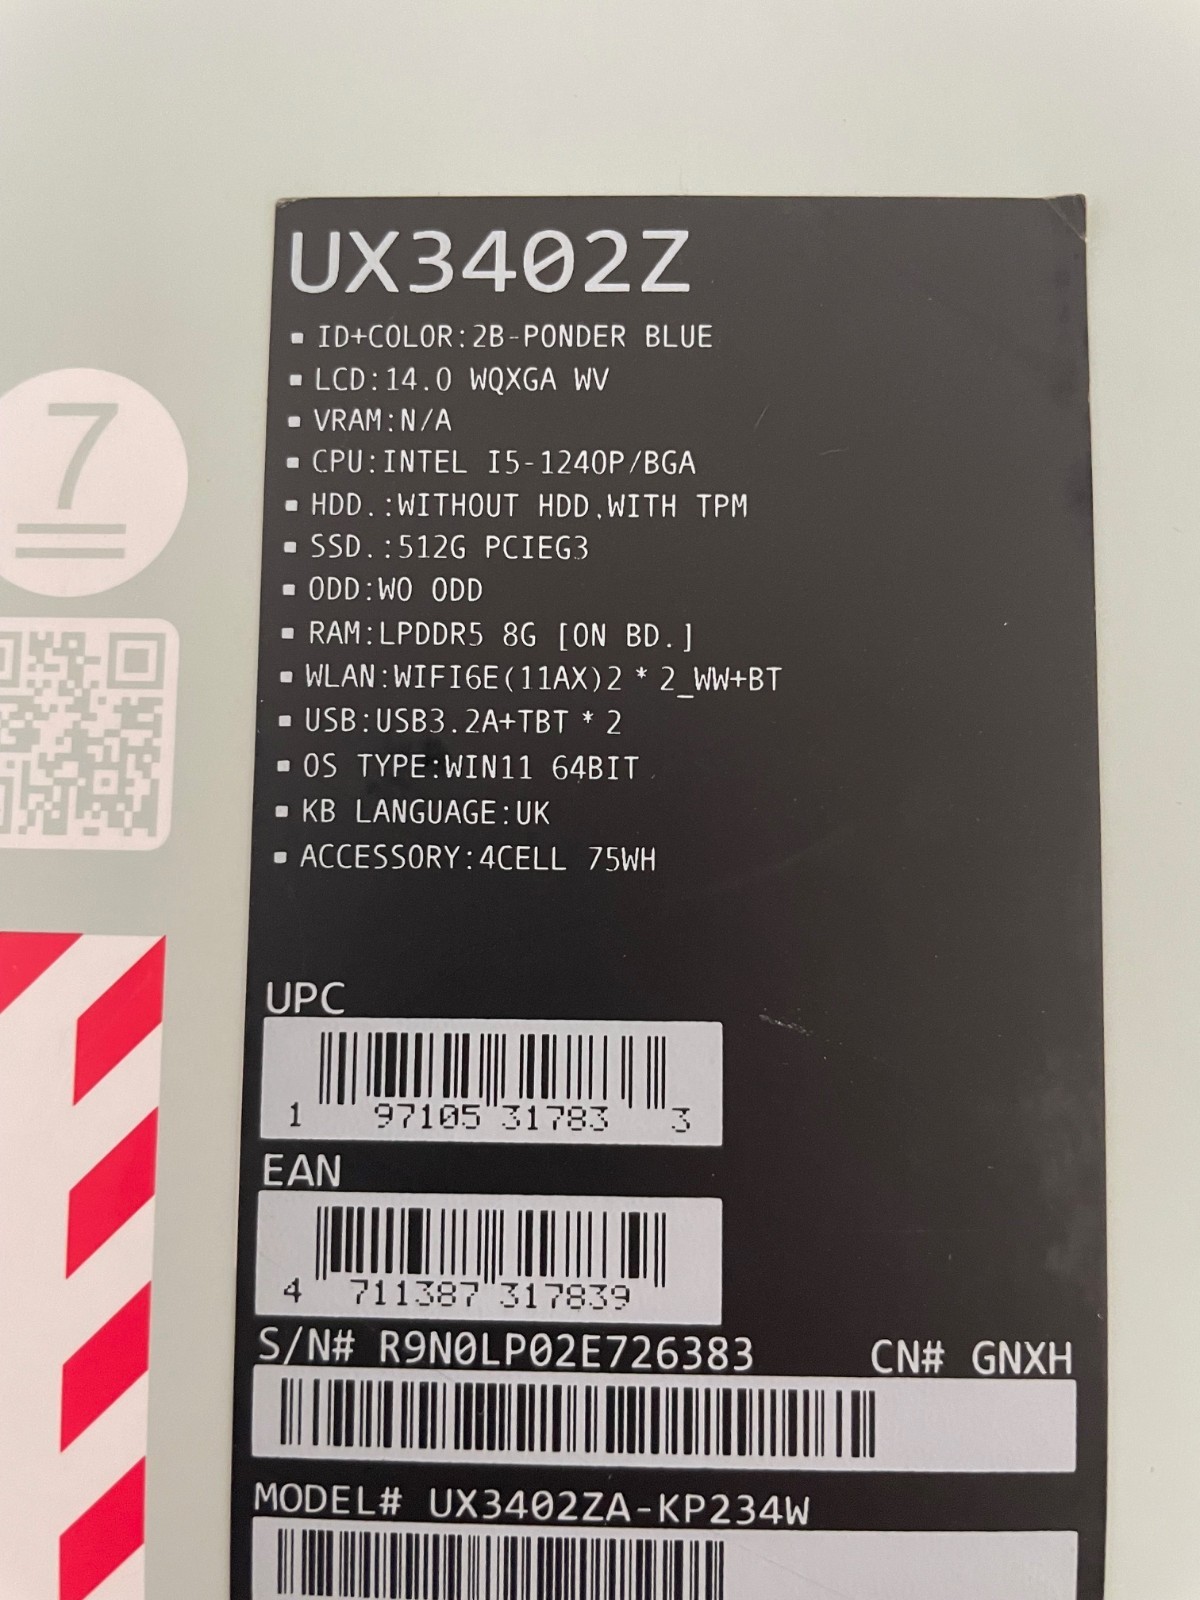 UX3402Z
▪ ID+COLOR:2B-PONDER BLUE
▪ LCD:14.0 WQXGA WV
▪ VRAM:N/A
▪ CPU:INTEL I5-1240P/BGA
▪ HDD.:WITHOUT HDD,WITH TPM
▪ SSD.:512G PCIEG3
▪ ODD:WO ODD
▪ RAM:LPDDR5 8G [ON BD.]
▪ WLAN:WIFI6E(11AX)2*2_WW+BT
▪ USB:USB3.2A+TBT*2
▪ OS TYPE:WIN11 64BIT
▪ KB LANGUAGE:UK
▪ ACCESSORY:4CELL 75WH
7
UPC
1 97105 31783 3
EAN
4 711387 317839
S/N# R9N0LP02E726383 CN# GNXH
MODEL# UX3402ZA-KP234W